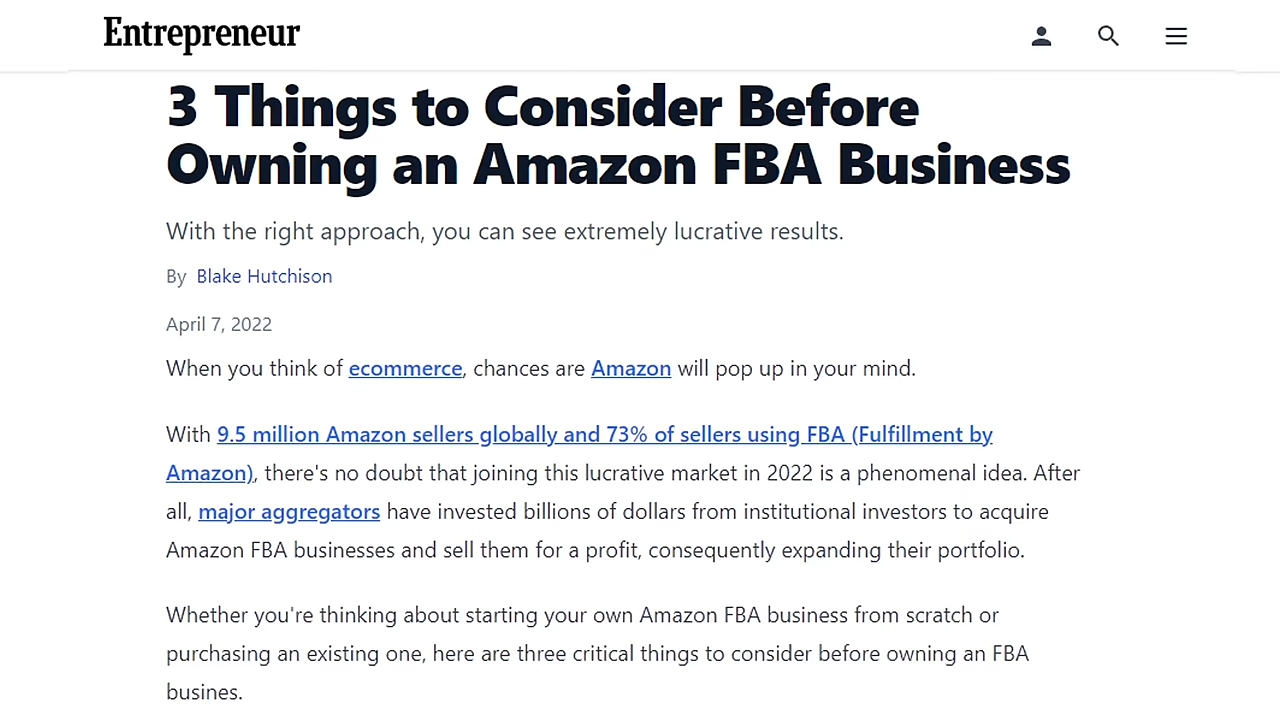 Entrepreneur
3 Things to Consider Before
Owning an Amazon FBA Business
With the right approach, you can see extremely lucrative results.
By Blake Hutchison
April 7, 2022
When you think of ecommerce, chances are Amazon will pop up in your mind.
With 9.5 million Amazon sellers globally and 73% of sellers using FBA (Fulfillment by
Amazon), there's no doubt that joining this lucrative market in 2022 is a phenomenal idea. After
all, major aggregators have invested billions of dollars from institutional investors to acquire
Amazon FBA businesses and sell them for a profit, consequently expanding their portfolio.
Whether you're thinking about starting your own Amazon FBA business from scratch or
purchasing an existing one, here are three critical things to consider before owning an FBA
busines.